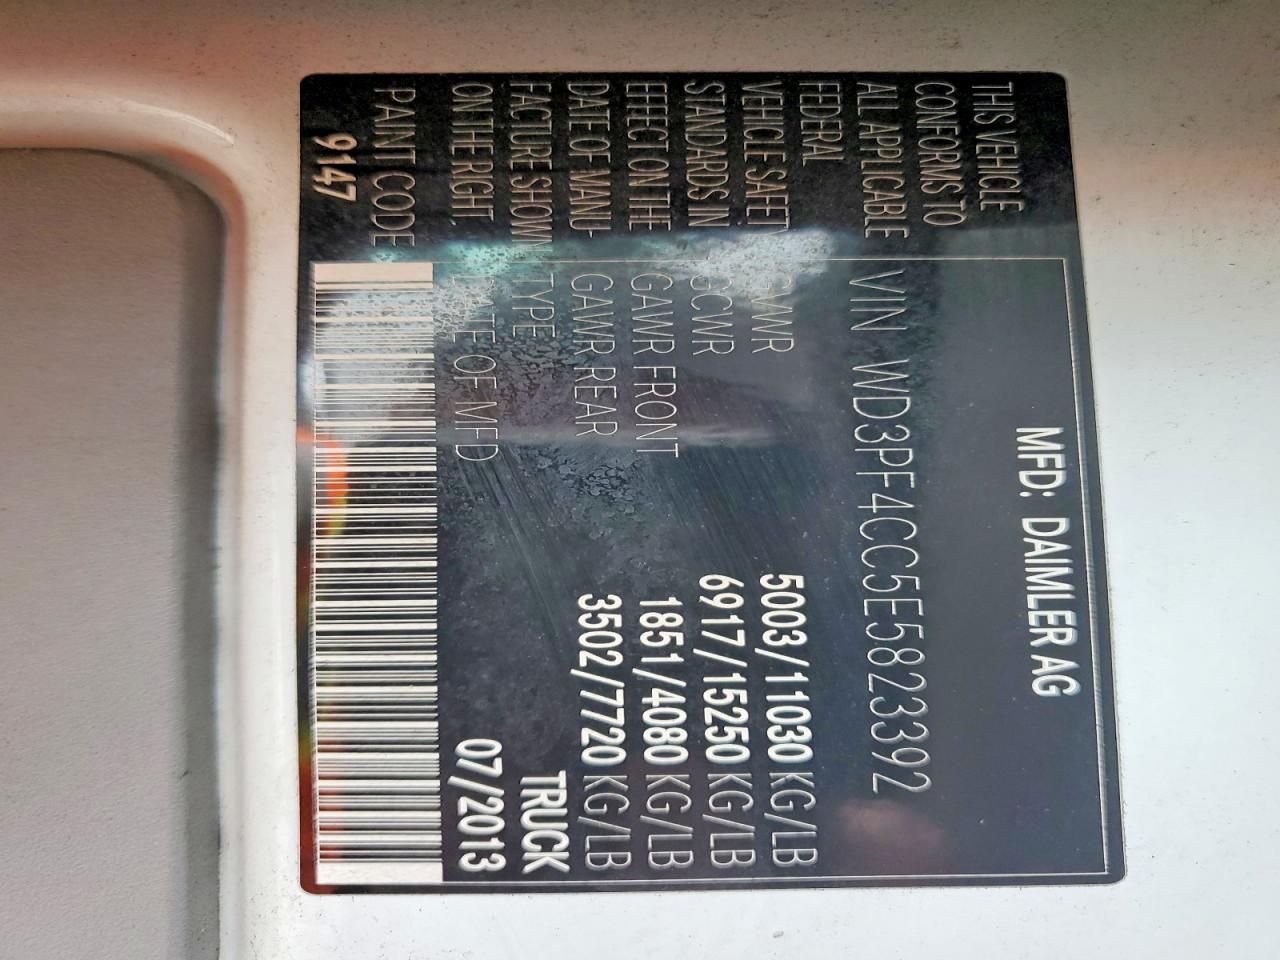 MFD: DAIMLER AG
THIS VEHICLE
CONFORMS TO
ALL APPLICABLE
FEDERAL
VEHICLE SAFETY
STANDARDS IN
EFFECT ON THE
DATE OF MANU-
FACTURE SHOWN
ON THE RIGHT.
PAINT CODE
9147
VIN WD3PF4CC5E5823392
GVWR 5003/11030 KG/LB
GCWR 6917/15250 KG/LB
GAWR FRONT 1851/4080 KG/LB
GAWR REAR 3502/7720 KG/LB
TYPE TRUCK
DATE OF MFD 07/2013